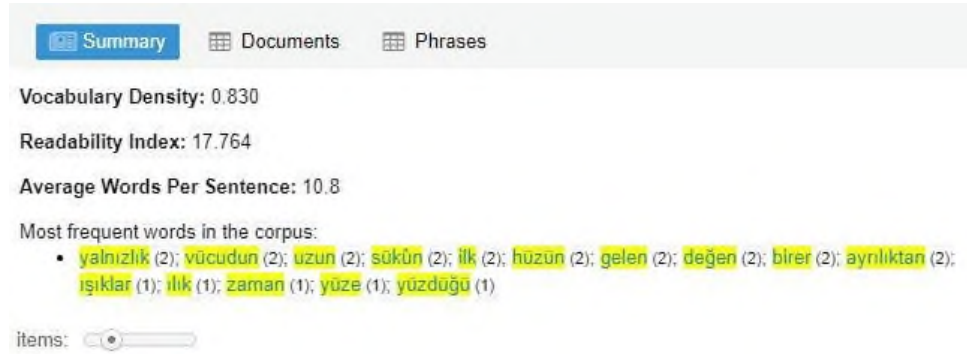 Summary Documents Phrases
Vocabulary Density: 0.830
Readability Index: 17.764
Average Words Per Sentence: 10.8
Most frequent words in the corpus:
• yalnızlık (2); vücudun (2); uzun (2); sükûn (2); ilk (2); hüzün (2); gelen (2); değen (2); birer (2); ayrılıktan (2);
ışıklar (1); ılık (1); zaman (1); yüze (1); yüzdüğü (1)
items: